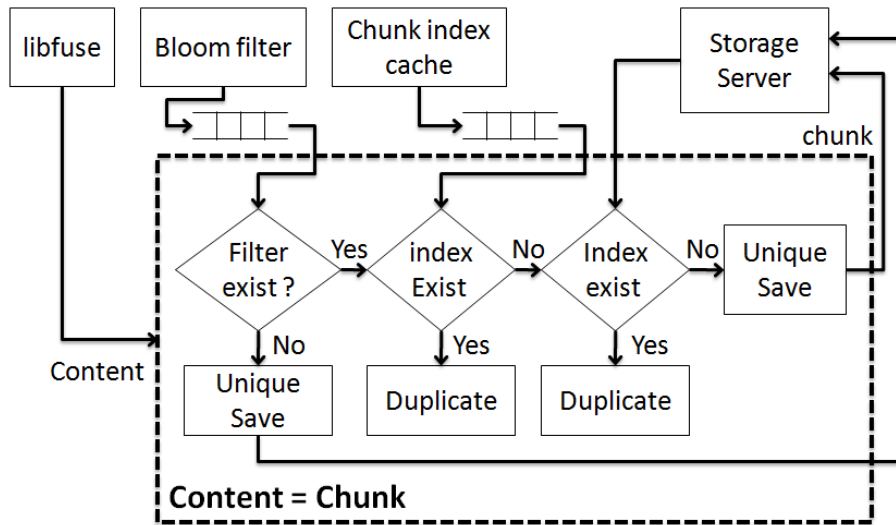 libfuse
Bloom filter
Chunk index
cache
Storage
Server
chunk
Filter
exist ?
Yes
index
Exist
No
Index
exist
No
Unique
Save
No
Yes
Yes
Content
Unique
Save
Duplicate
Duplicate
Content = Chunk